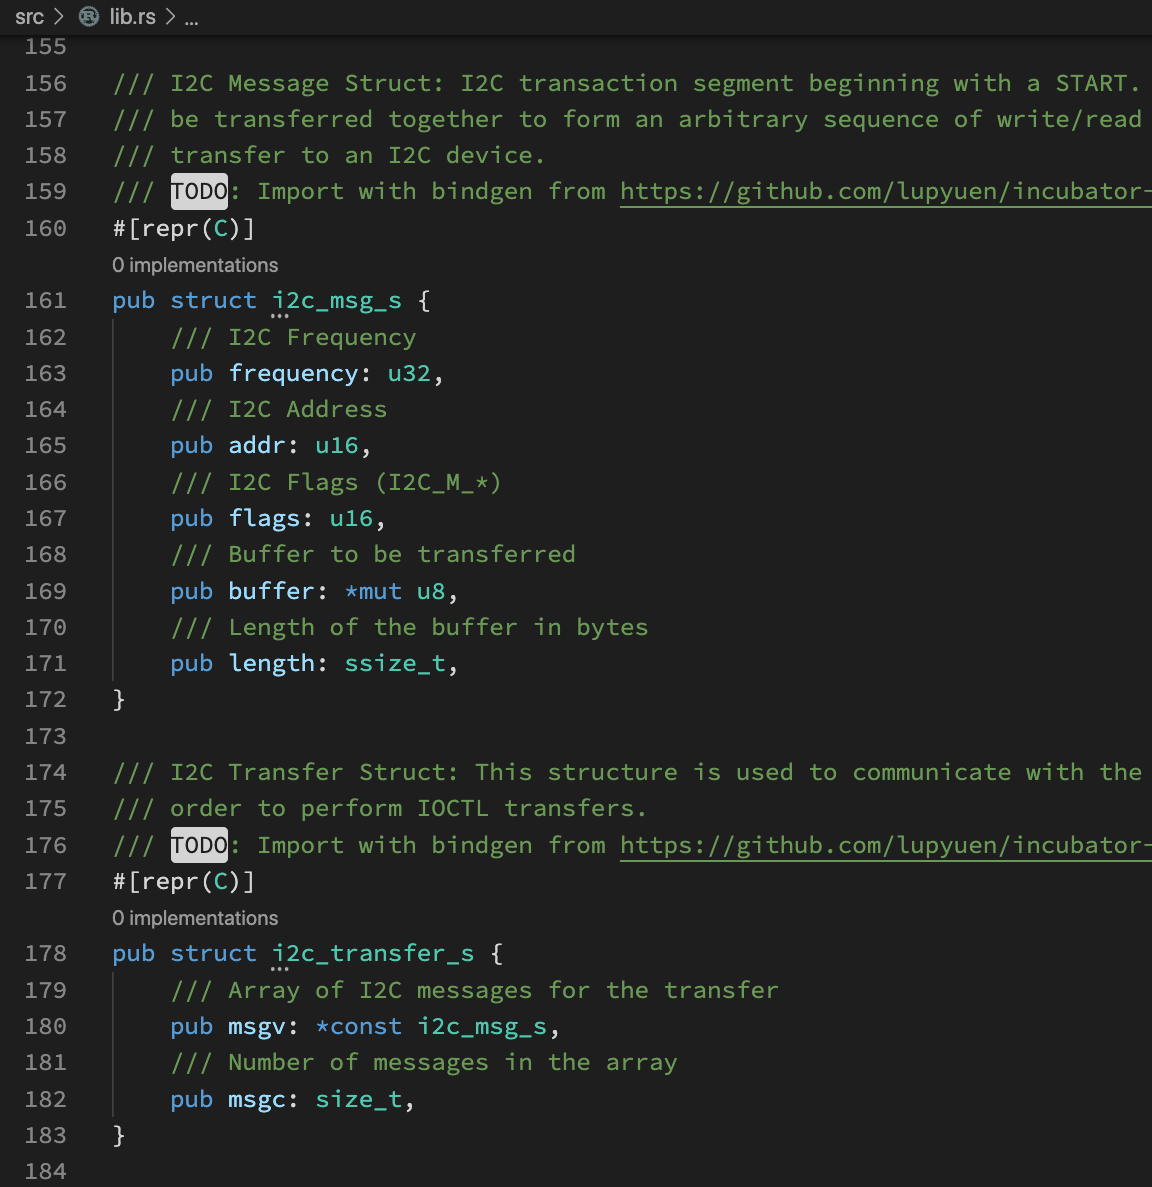 src > lib.rs > ...
155
156 /// I2C Message Struct: I2C transaction segment beginning with a START.
157 /// be transferred together to form an arbitrary sequence of write/read
158 /// transfer to an I2C device.
159 /// TODO: Import with bindgen from https://github.com/lupyuen/incubator-
160 #[repr(C)]
0 implementations
161 pub struct i2c_msg_s {
162     /// I2C Frequency
163     pub frequency: u32,
164     /// I2C Address
165     pub addr: u16,
166     /// I2C Flags (I2C_M_*)
167     pub flags: u16,
168     /// Buffer to be transferred
169     pub buffer: *mut u8,
170     /// Length of the buffer in bytes
171     pub length: ssize_t,
172 }
173
174 /// I2C Transfer Struct: This structure is used to communicate with the
175 /// order to perform IOCTL transfers.
176 /// TODO: Import with bindgen from https://github.com/lupyuen/incubator-
177 #[repr(C)]
0 implementations
178 pub struct i2c_transfer_s {
179     /// Array of I2C messages for the transfer
180     pub msgv: *const i2c_msg_s,
181     /// Number of messages in the array
182     pub msgc: size_t,
183 }
184